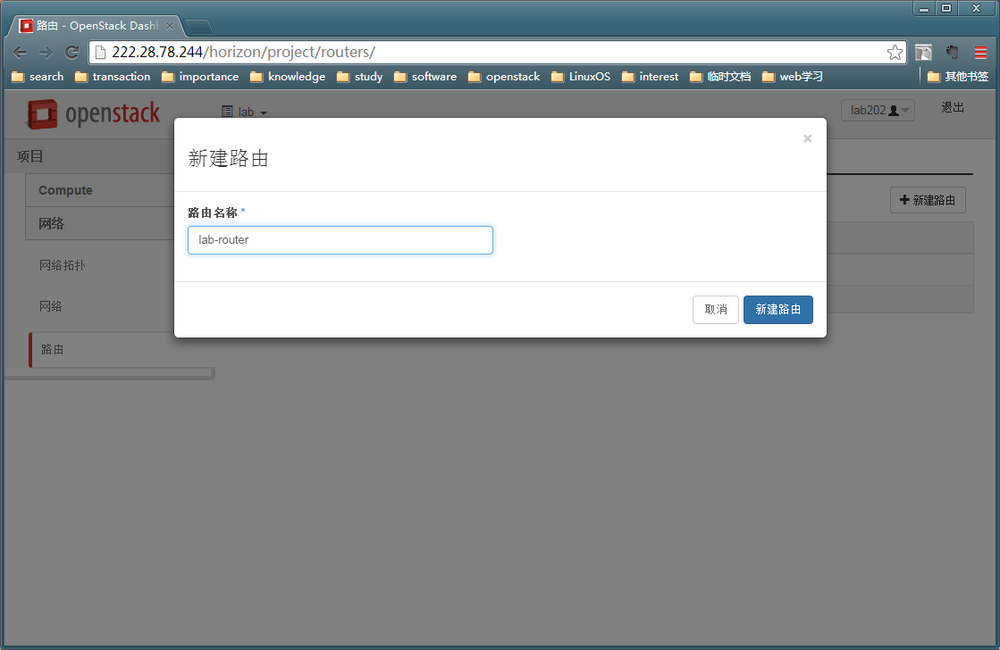 路由 - OpenStack Dashb
222.28.78.244/horizon/project/routers/
search transaction importance knowledge study software openstack LinuxOS interest 临时文档 web学习 其他书签
openstack lab lab202 退出
项目
新建路由
×
Compute
网络
网络拓扑
网络
路由
路由名称 *
lab-router
取消 新建路由
+ 新建路由